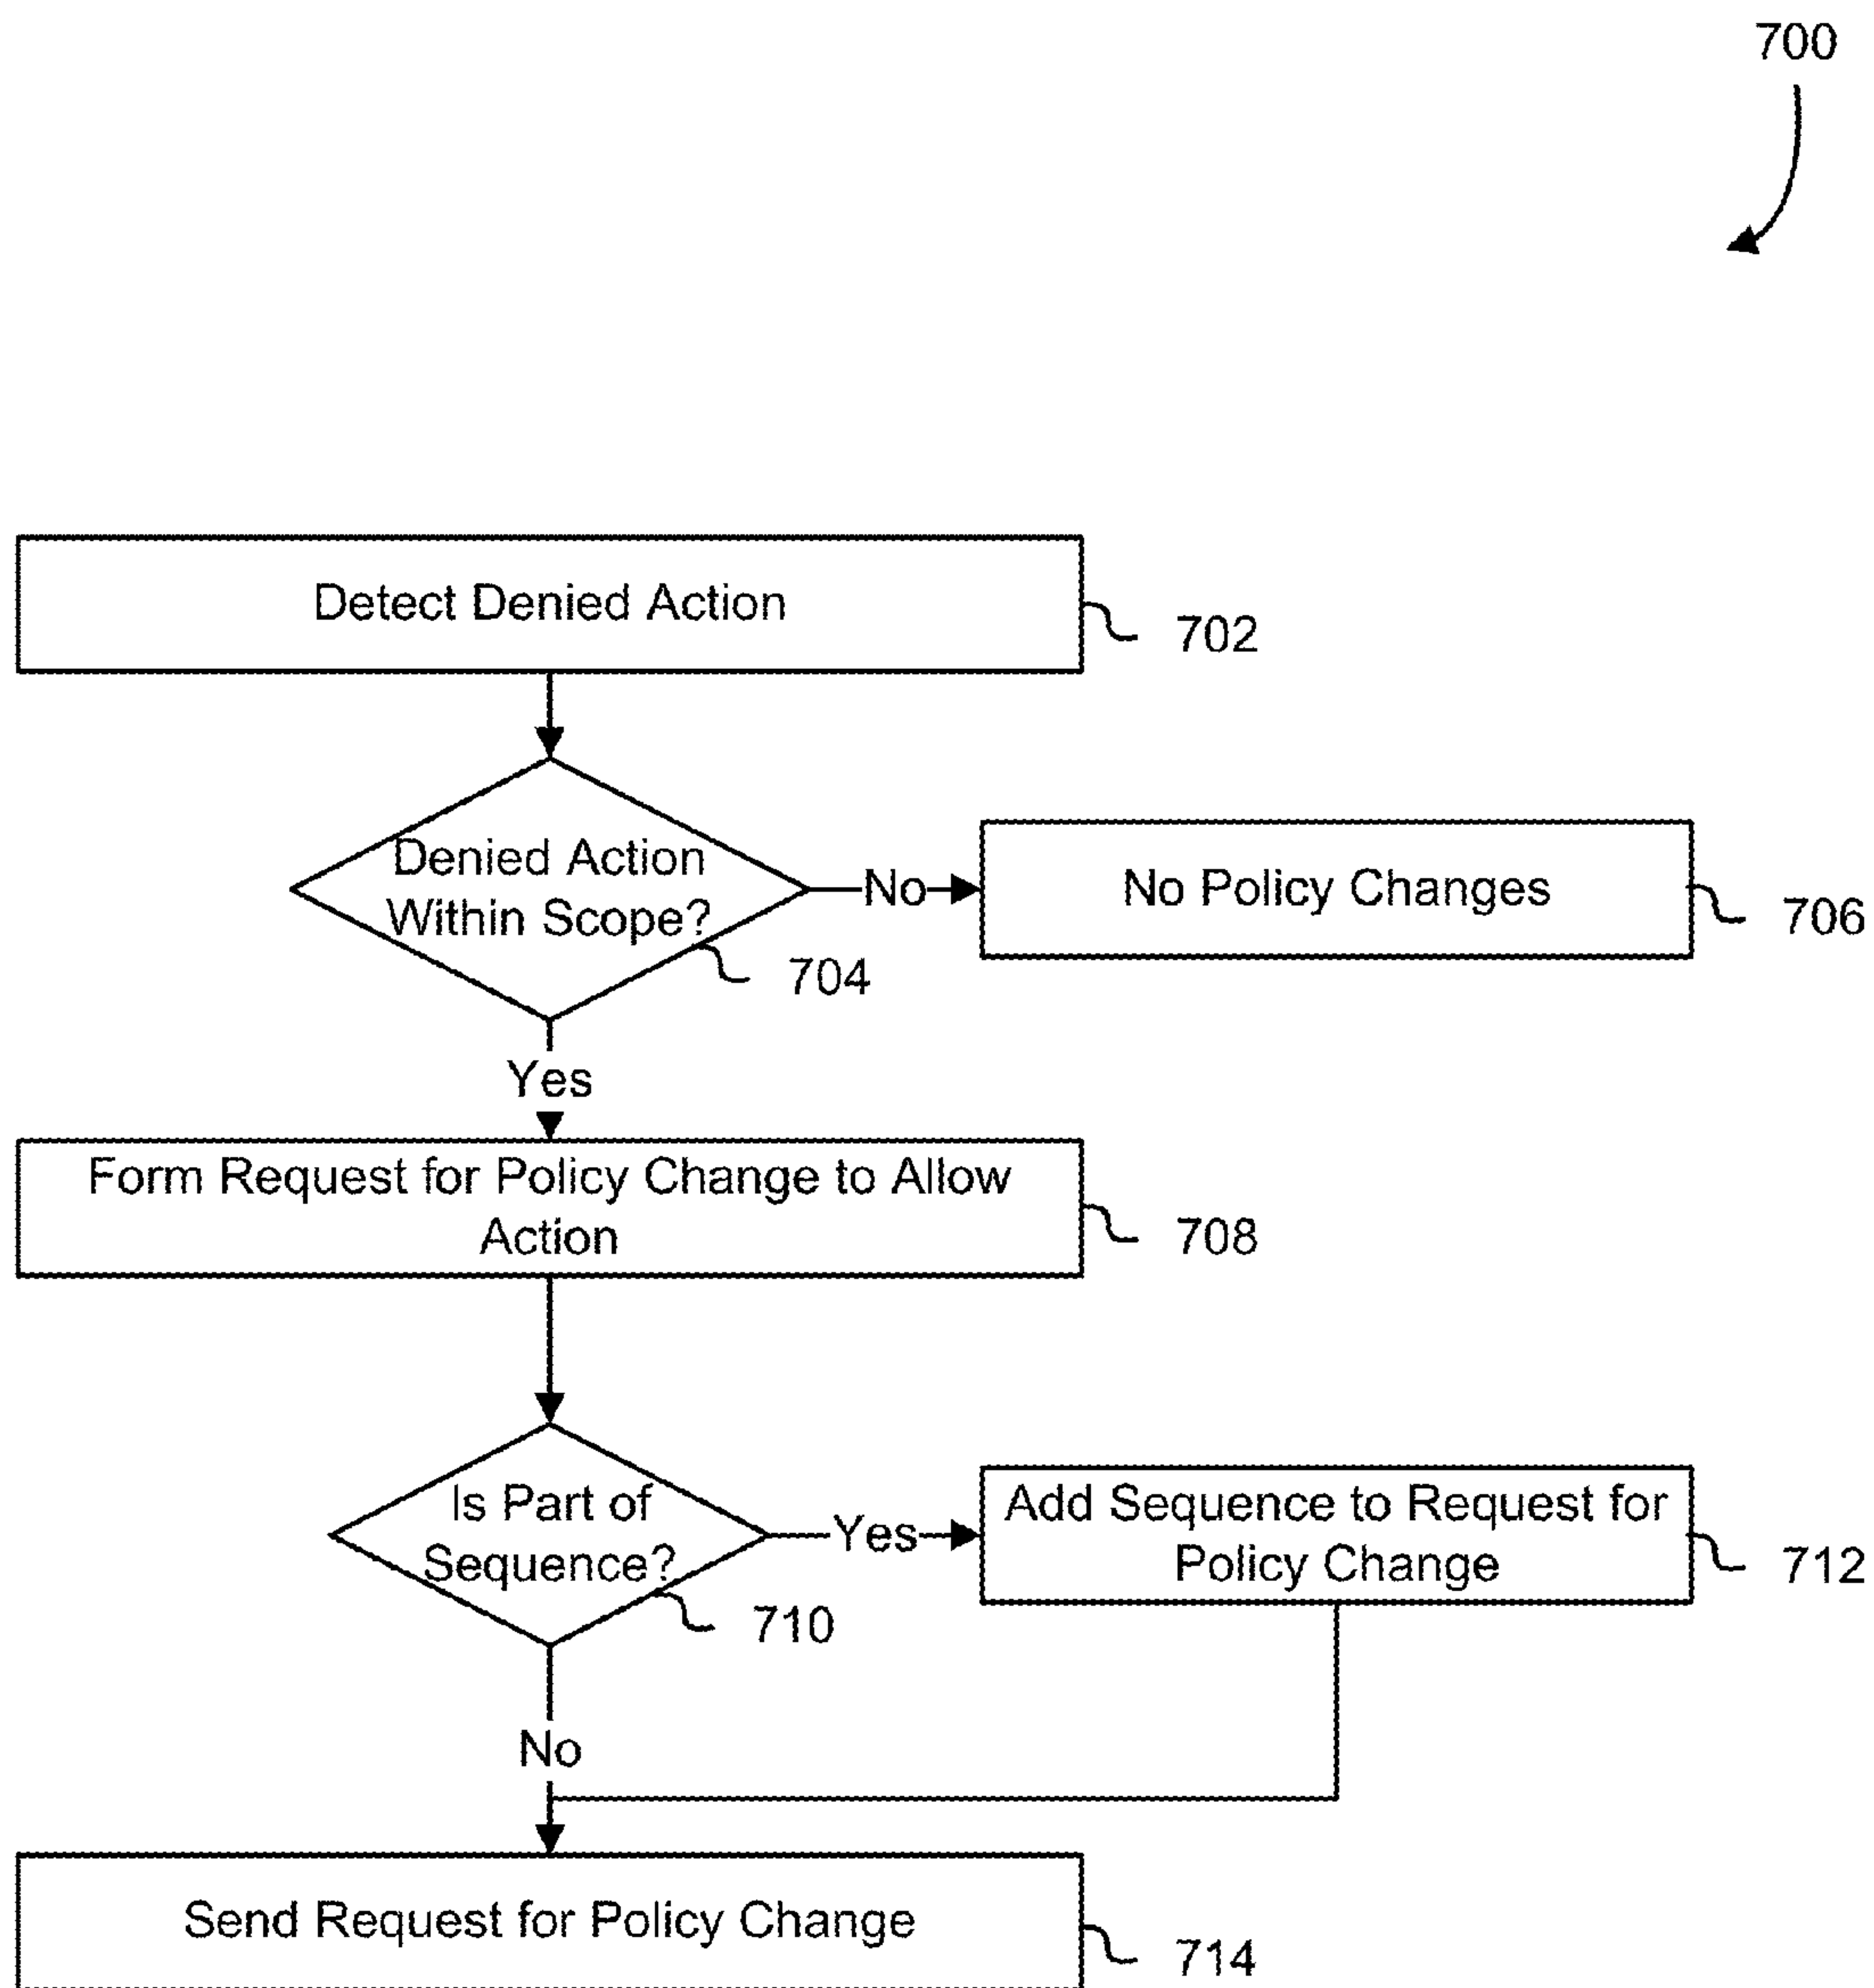 700
Detect Denied Action
702
Denied Action
Within Scope?
704
No
No Policy Changes
706
Yes
Form Request for Policy Change to Allow
Action
708
Is Part of
Sequence?
710
Yes
Add Sequence to Request for
Policy Change
712
No
Send Request for Policy Change
714